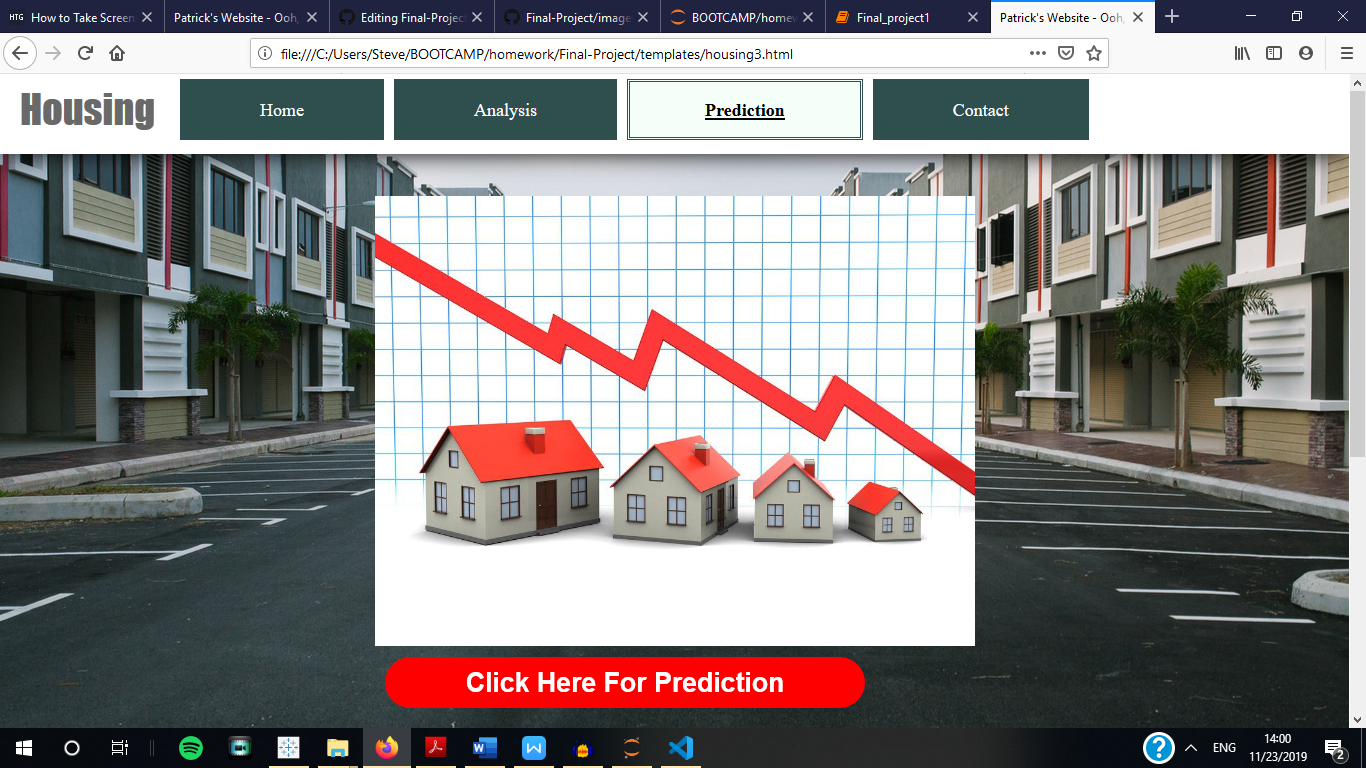 HTG How to Take Screen
Patrick's Website - Ooh,
Editing Final-Projec
Final-Project/image
BOOTCAMP/homew
Final_project1
Patrick's Website - Ooh,
file:///C:/Users/Steve/BOOTCAMP/homework/Final-Project/templates/housing3.html
Housing
Home
Analysis
Prediction
Contact
Click Here For Prediction
ENG
14:00
11/23/2019
2